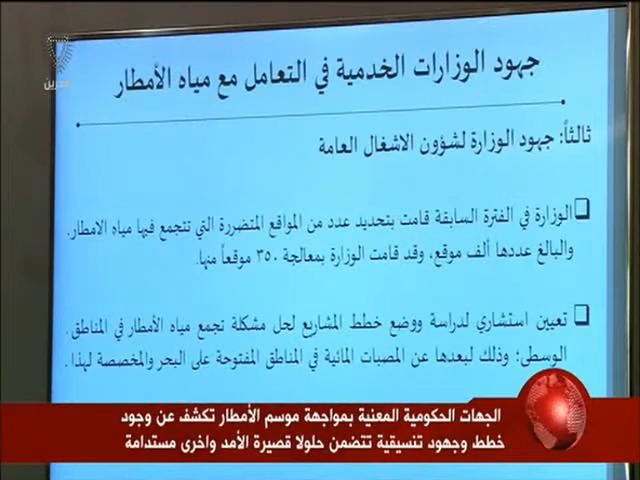 البحرين
جهود الوزارات الخدمية في التعامل مع مياه الأمطار
ثالثاً: جهود الوزارة لشؤون الاشغال العامة
الوزارة في الفترة السابقة قامت بتحديد عدد من المواقع المتضررة التي تتجمع فيها مياه الامطار.
والبالغ عددها ألف موقع، وقد قامت الوزارة بمعالجة ٣٥٠ موقعاً منها.
تعيين استشاري لدراسة ووضع خطط المشاريع لحل مشكلة تجمع مياه الأمطار في المناطق.
الوسطى؛ وذلك لبعدها عن المصبات المائية في المناطق المفتوحة على البحر والمخصصة لهذا.
الجهات الحكومية المعنية بمواجهة موسم الأمطار تكشف عن وجود
خطط وجهود تنسيقية تتضمن حلولا قصيرة الأمد واخرى مستدامة